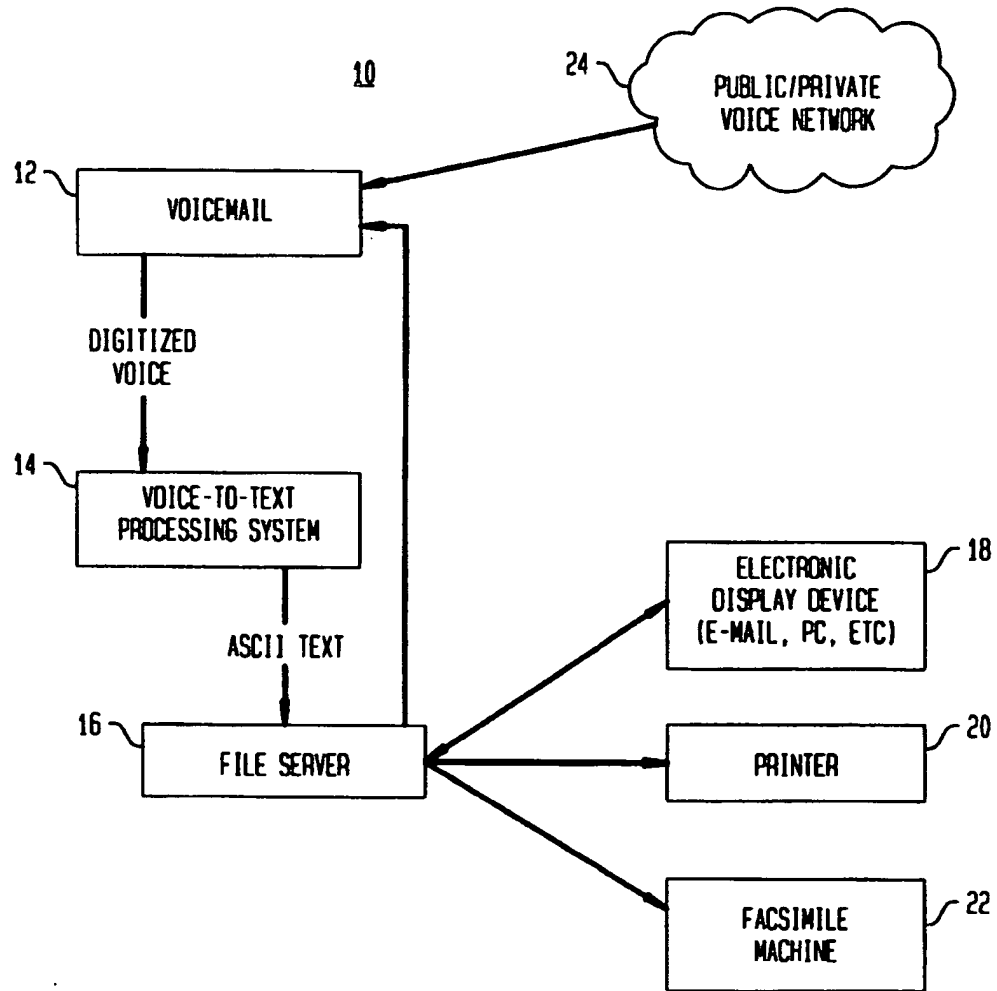 10
24
PUBLIC/PRIVATE
VOICE NETWORK
12
VOICEMAIL
DIGITIZED
VOICE
14
VOICE-TO-TEXT
PROCESSING SYSTEM
18
ELECTRONIC
DISPLAY DEVICE
(E-MAIL, PC, ETC)
ASCII TEXT
16
FILE SERVER
20
PRINTER
22
FACSIMILE
MACHINE